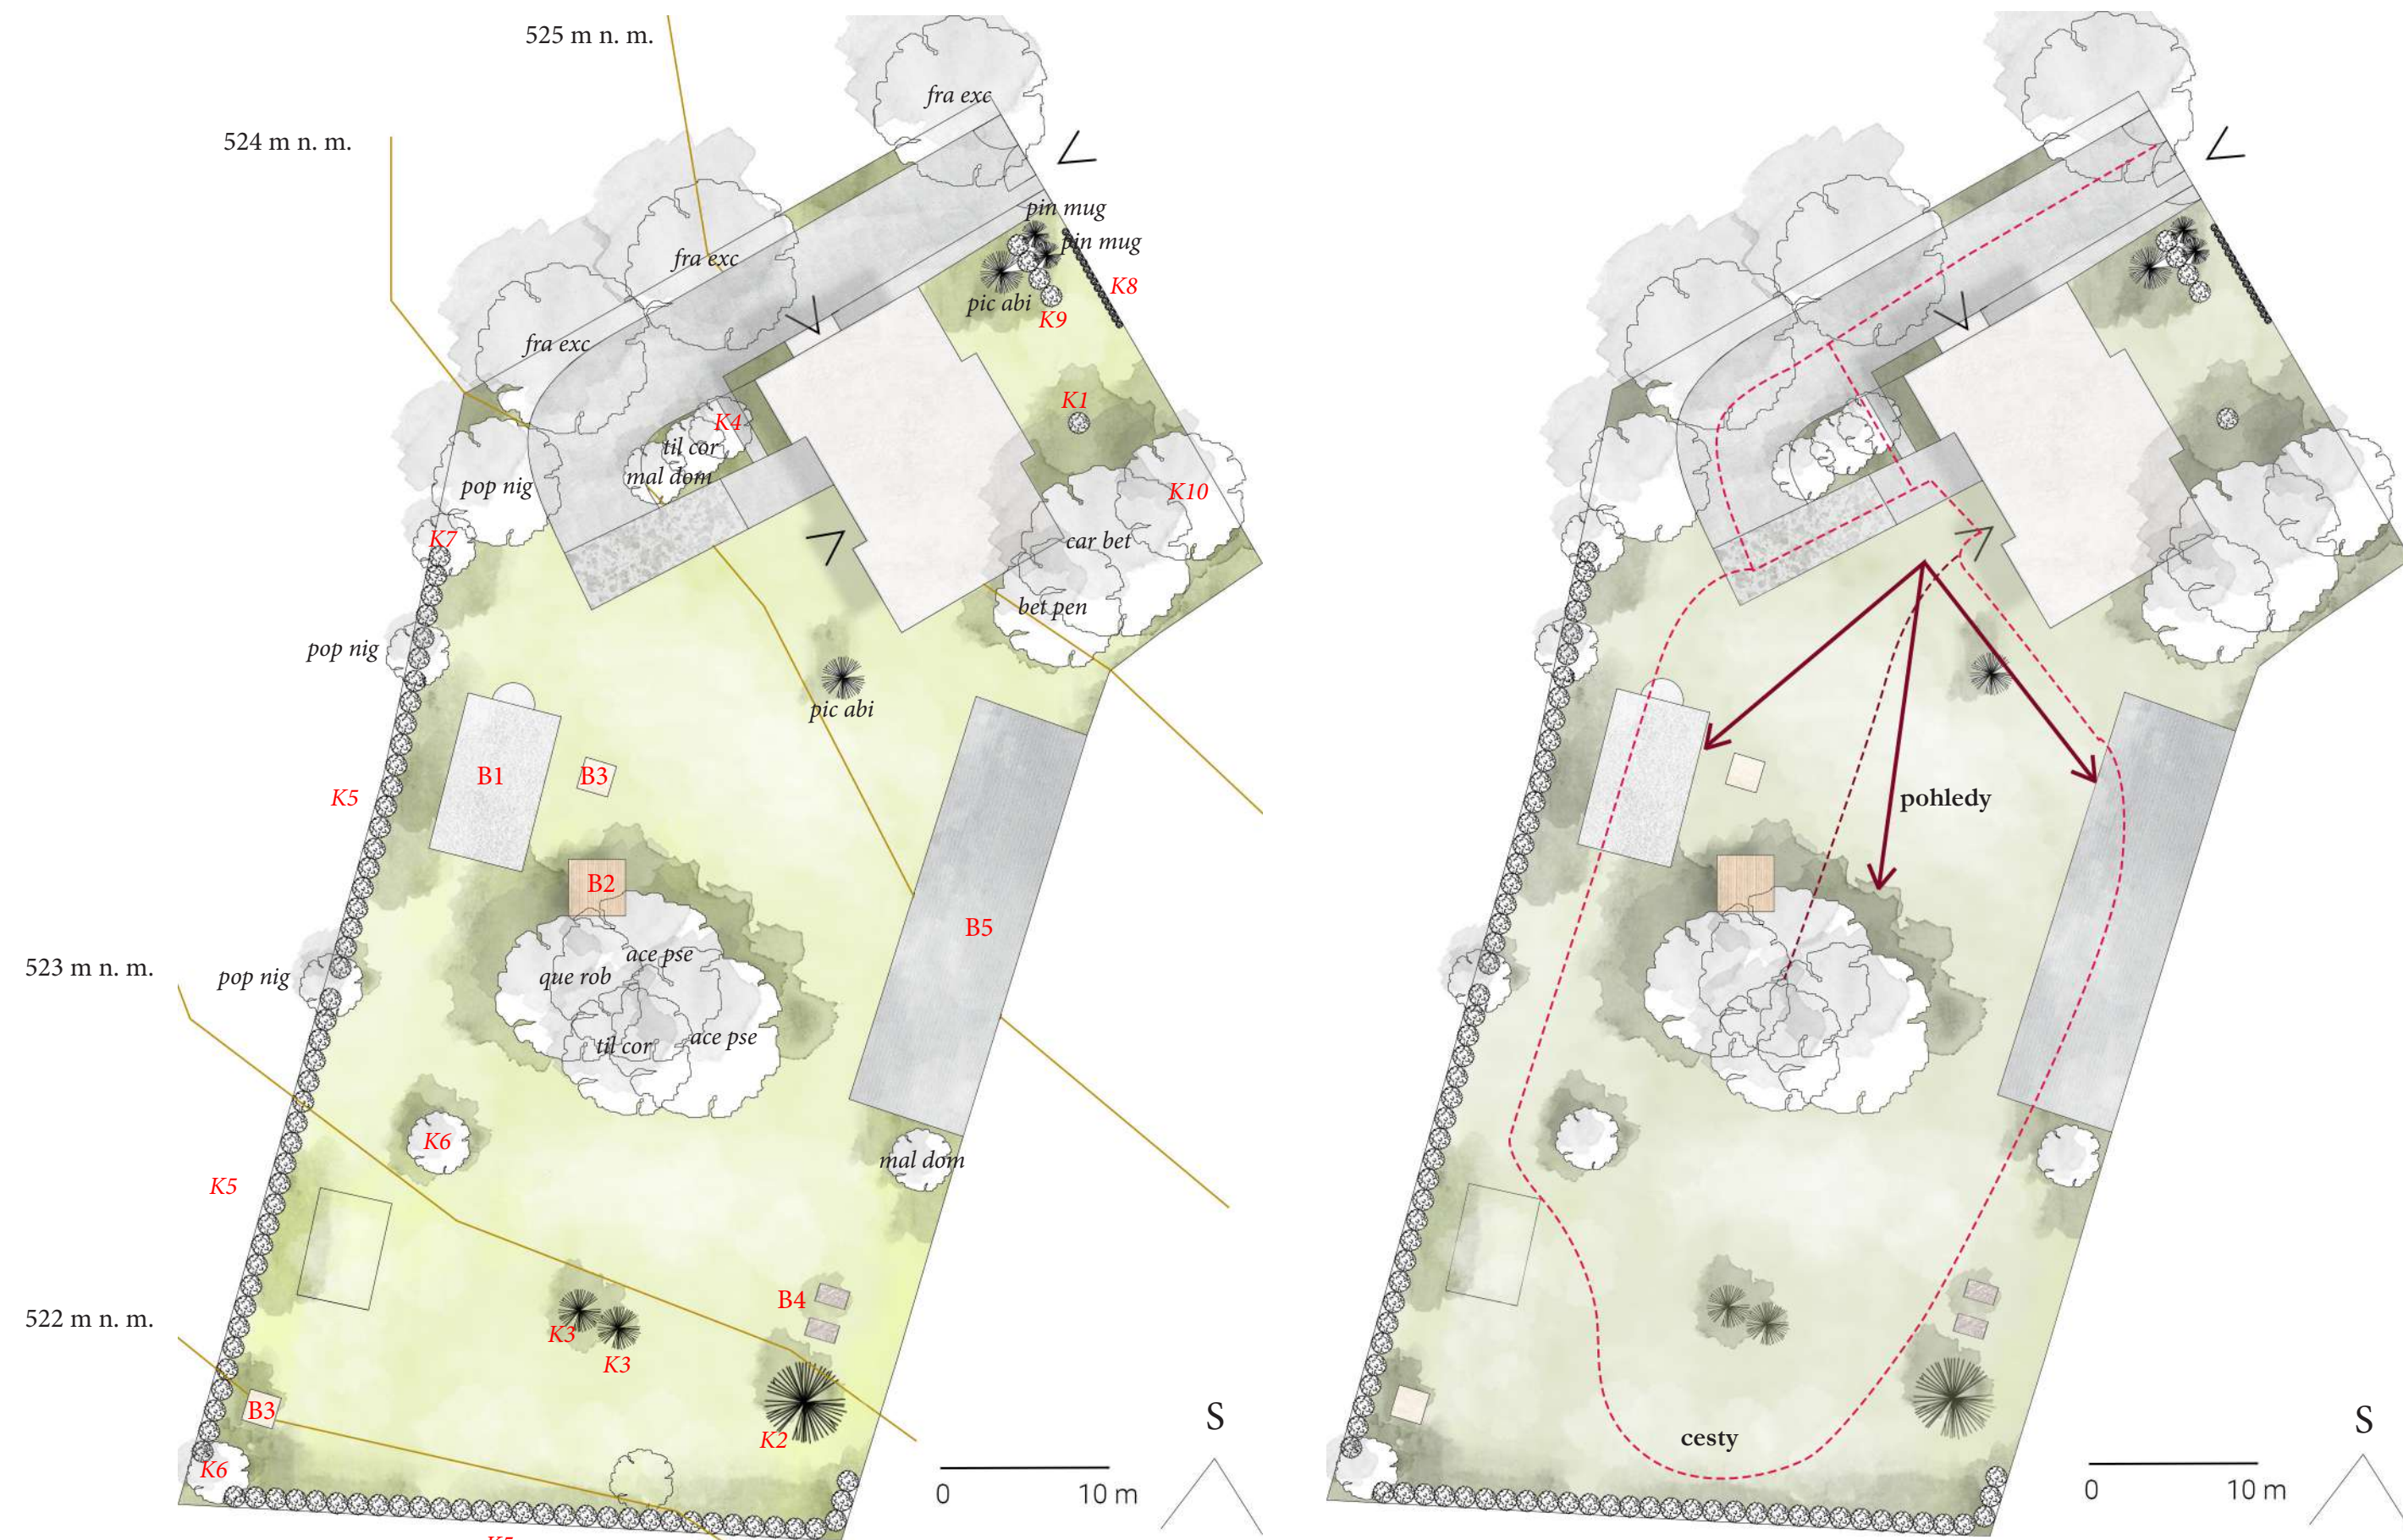 525 m n. m.
fra exc
524 m n. m.
pin mug
pin mug
fra exc
K8
pic abi
K9
fra exc
K1
K4
til cor
mal dom
pop nig
K10
K7
car bet
bet pen
pop nig
pic abi
B1
B3
K5
B2
B5
ace pse
523 m n. m.
pop nig
que rob
ace pse
til cor
K6
mal dom
K5
B4
522 m n. m.
K3
K3
B3
K2
K6
0
10 m
S
K5
pohledy
cesty
0
10 m
S